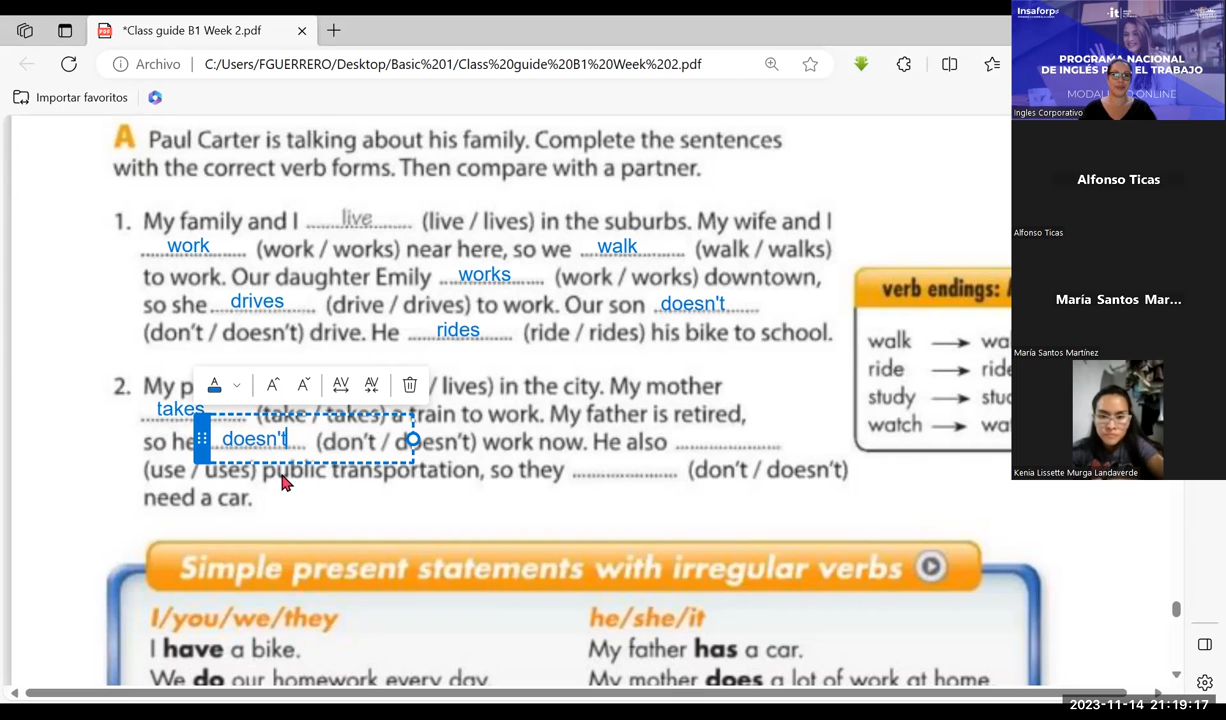 *Class guide B1 Week 2.pdf
Archivo
C:/Users/FGUERRERO/Desktop/Basic%201/Class%20guide%20B1%20Week%202.pdf
Importar favoritos
A Paul Carter is talking about his family. Complete the sentences
with the correct verb forms. Then compare with a partner.
1. My family and I live (live / lives) in the suburbs. My wife and I
work (work / works) near here, so we walk (walk / walks)
to work. Our daughter Emily works (work / works) downtown,
so she drives (drive / drives) to work. Our son doesn't
(don't / doesn't) drive. He rides (ride / rides) his bike to school.
2. My p / lives) in the city. My mother
takes (take / takes) a train to work. My father is retired,
so he doesn't (don't / doesn't) work now. He also
(use / uses) public transportation, so they (don't / doesn't)
need a car.
verb endings:
walk → wa
ride → rid
study → stu
watch → wa
Simple present statements with irregular verbs
I/you/we/they
he/she/it
I have a bike.
My father has a car.
We do our homework every day.
My mother does a lot of work at home.
Insaforp
it
PROGRAMA NACIONAL
DE INGLÉS P EL TRABAJO
MODAL O ONLINE
Ingles Corporativo
Alfonso Ticas
Alfonso Ticas
María Santos Mar...
María Santos Martínez
Kenia Lissette Murga Landaverde
2023-11-14 21:19:17